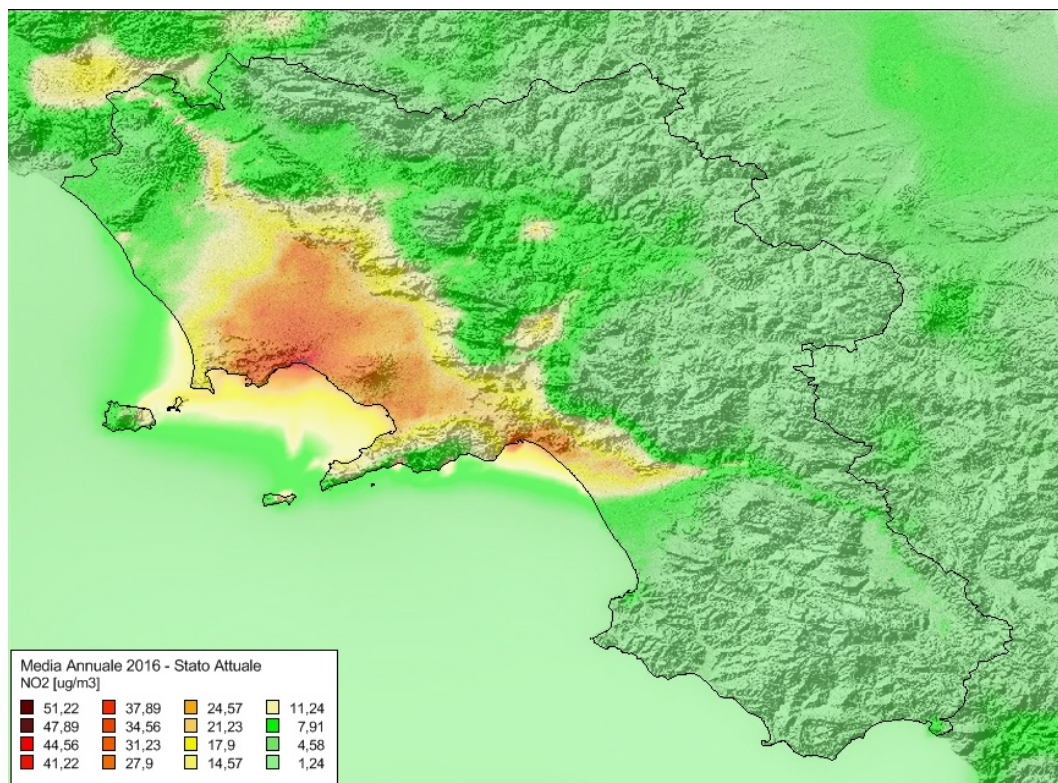 Media Annuale 2016 - Stato Attuale
NO2 [ug/m3]
51,22 37,89 24,57 11,24
47,89 34,56 21,23 7,91
44,56 31,23 17,9 4,58
41,22 27,9 14,57 1,24